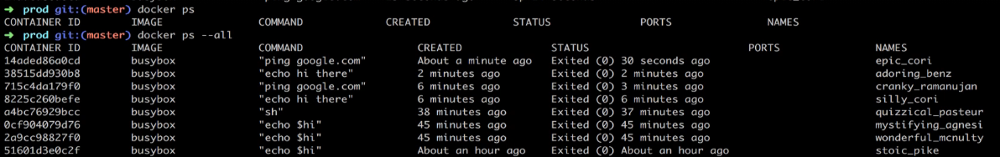 ➜ prod git:(master) docker ps
CONTAINER ID IMAGE COMMAND CREATED STATUS PORTS NAMES
➜ prod git:(master) docker ps --all
CONTAINER ID IMAGE COMMAND CREATED STATUS PORTS NAMES
14aded86a0cd busybox "ping google.com" About a minute ago Exited (0) 30 seconds ago epic_cori
38515dd930b8 busybox "echo hi there" 2 minutes ago Exited (0) 2 minutes ago adoring_benz
715c4da179f0 busybox "ping google.com" 6 minutes ago Exited (0) 3 minutes ago cranky_ramanujan
8225c260befe busybox "echo hi there" 6 minutes ago Exited (0) 6 minutes ago silly_cori
a4bc76929bcc busybox "sh" 38 minutes ago Exited (0) 37 minutes ago quizzical_pasteur
0cf904079d76 busybox "echo $hi" 45 minutes ago Exited (0) 45 minutes ago mystifying_agnesi
2a9cc98827f0 busybox "echo $hi" 45 minutes ago Exited (0) 45 minutes ago wonderful_mcnulty
51601d3e0c2f busybox "echo $hi" About an hour ago Exited (0) About an hour ago stoic_pike